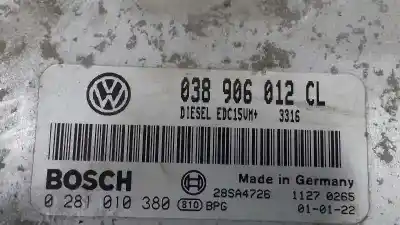 038 906 012 CL
DIESEL EDC15VM+ 3316
BOSCH Made in Germany
28SA4726 1127 0265
0 281 010 380 810 BPG 01-01-22